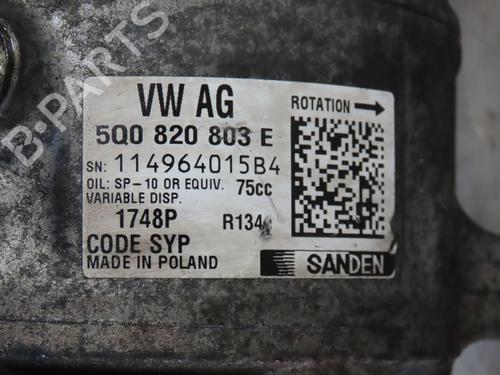 B-PARTS
VW AG
ROTATION
5Q0 820 803 E
SN: 114964015B4
OIL: SP-10 OR EQUIV. 75cc
VARIABLE DISP.
1748P R134
CODE SYP
MADE IN POLAND
SANDEN